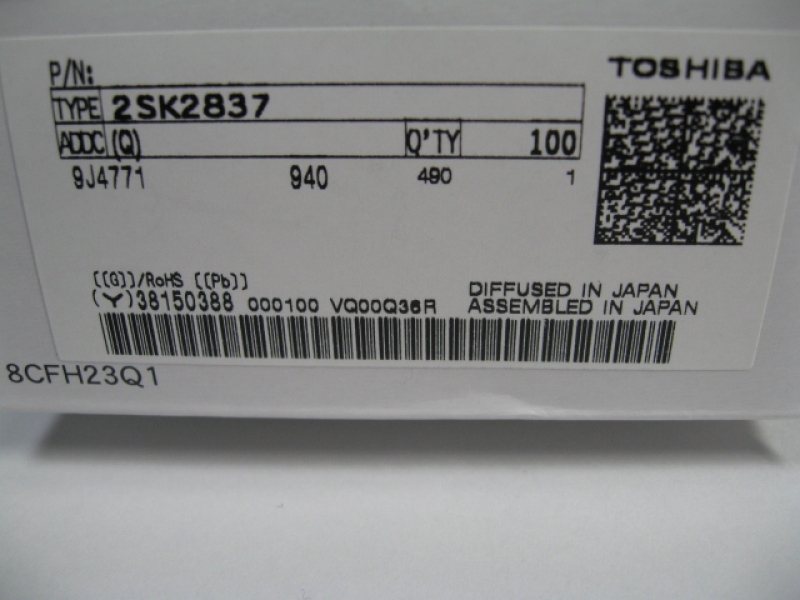 P/N:
TOSHIBA
TYPE 2SK2837
ADDC (Q) Q'TY 100
9J4771 940 490 1
[[G]]/RoHS [[Pb]]
(Y)38150388 000100 VQ00Q36R
DIFFUSED IN JAPAN
ASSEMBLED IN JAPAN
8CFH23Q1